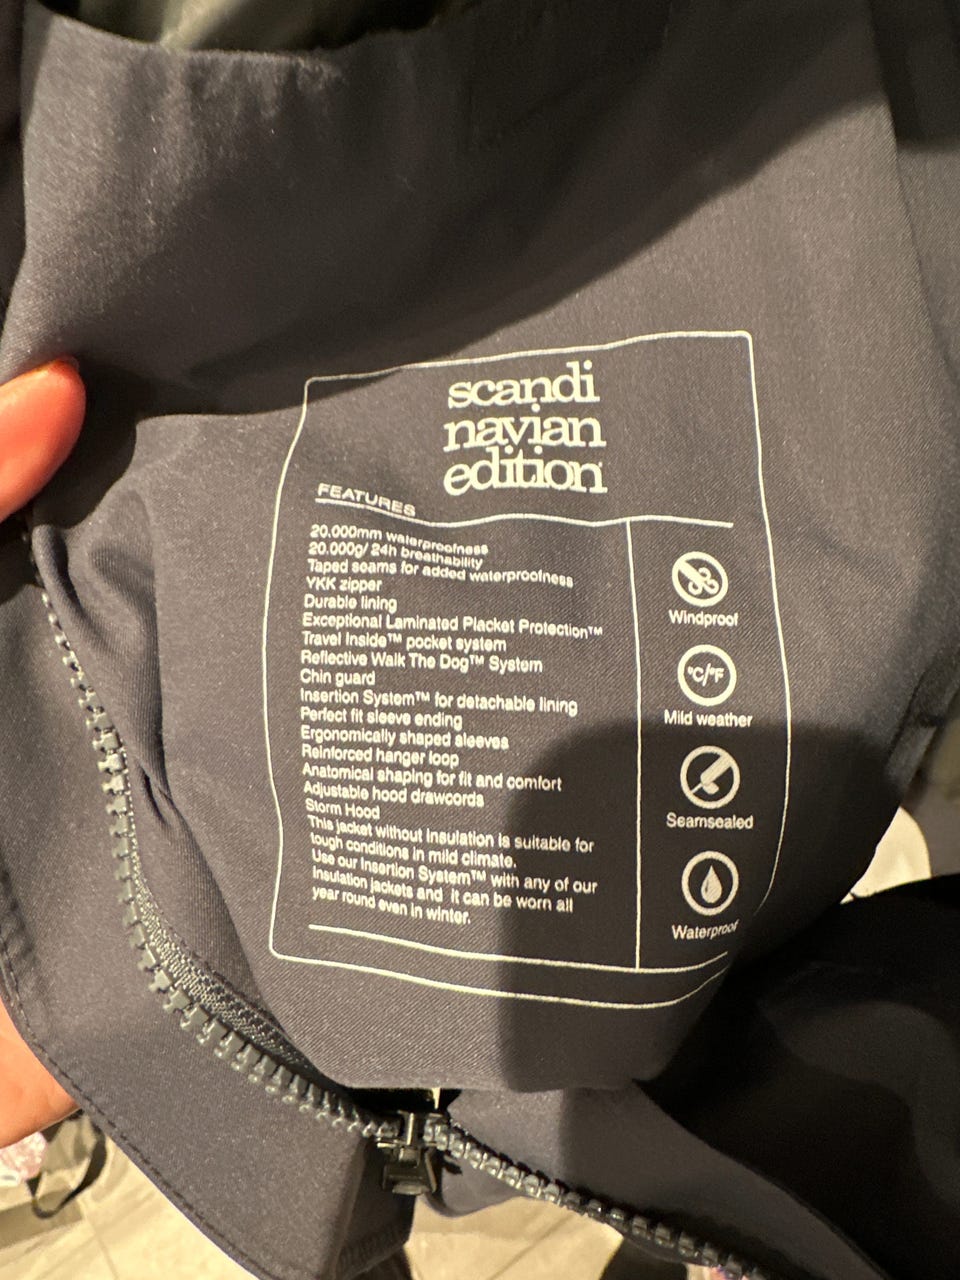 scandi
navian
edition
FEATURES
20.000mm waterproofness
20.000g/ 24h breathability
Taped seams for added waterproofness
YKK zipper
Durable lining
Exceptional Laminated Placket Protection™
Travel Inside™ pocket system
Reflective Walk The Dog™ System
Chin guard
Insertion System™ for detachable lining
Perfect fit sleeve ending
Ergonomically shaped sleeves
Reinforced hanger loop
Anatomical shaping for fit and comfort
Adjustable hood drawcords
Storm Hood
This jacket without insulation is suitable for
tough conditions in mild climate.
Use our Insertion System™ with any of our
insulation jackets and it can be worn all
year round even in winter.
Windproof
°C/°F
Mild weather
Seamsealed
Waterproof